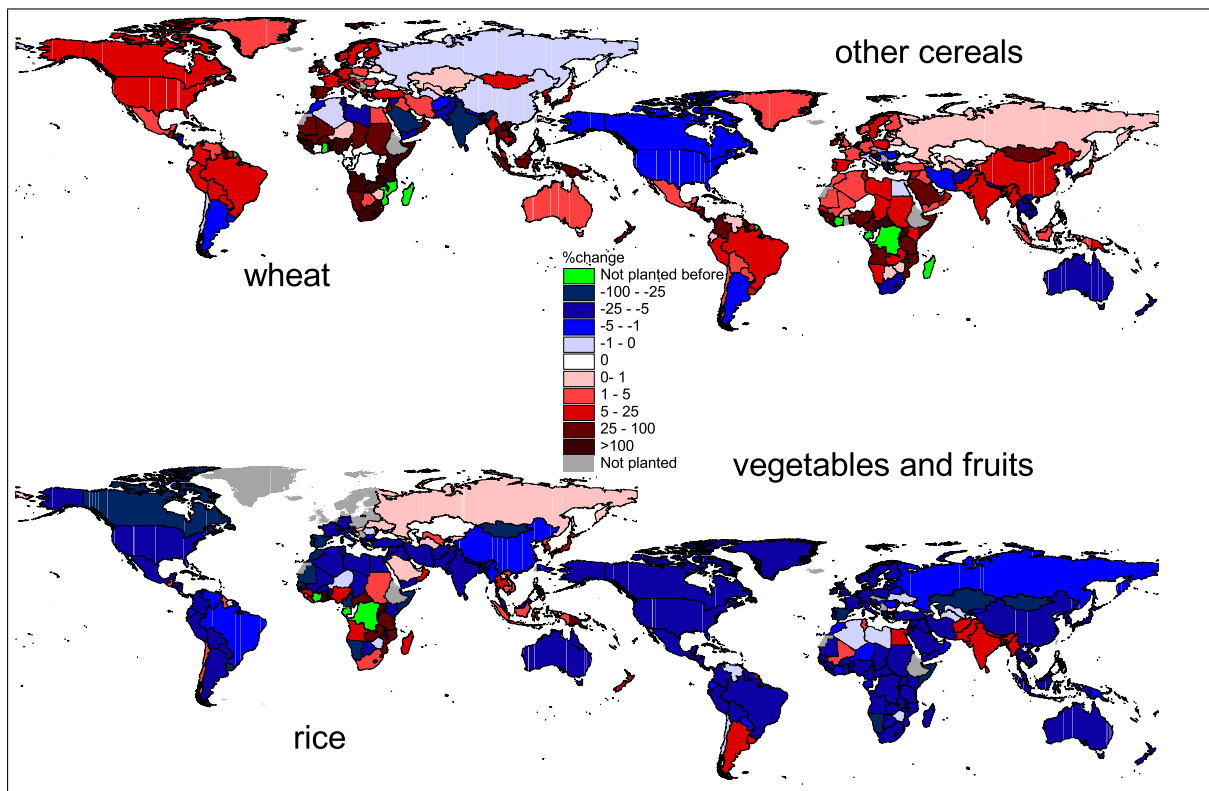 other cereals
wheat
%change
Not planted before
-100 - -25
-25 - -5
-5 - -1
-1 - 0
0
0- 1
1 - 5
5 - 25
25 - 100
>100
Not planted
vegetables and fruits
rice